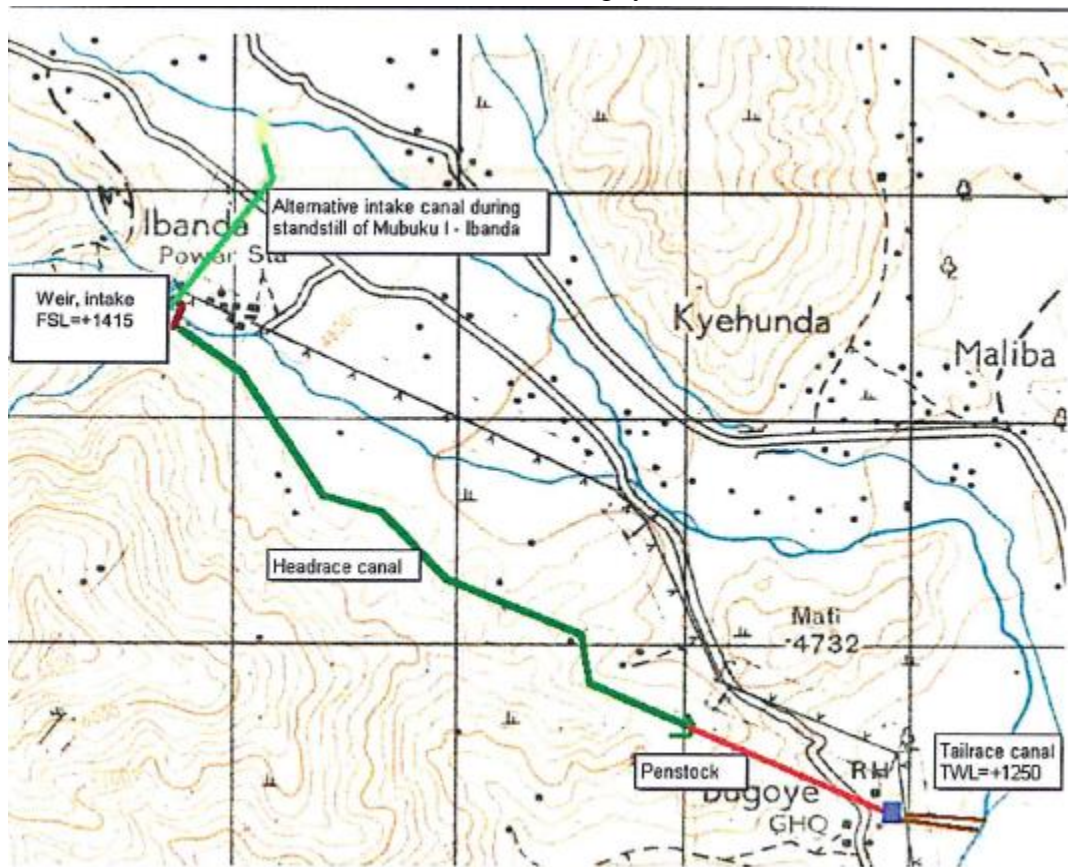 Alternative intake canal during
standstill of Mubuku I - Ibanda
Ibanda
Power Sta
Weir, intake
FSL=+1415
Kyehunda
Maliba
Headrace canal
Mafi
4732
Tailrace canal
TWL=+1250
Penstock
RH
Bugoye
GHQ